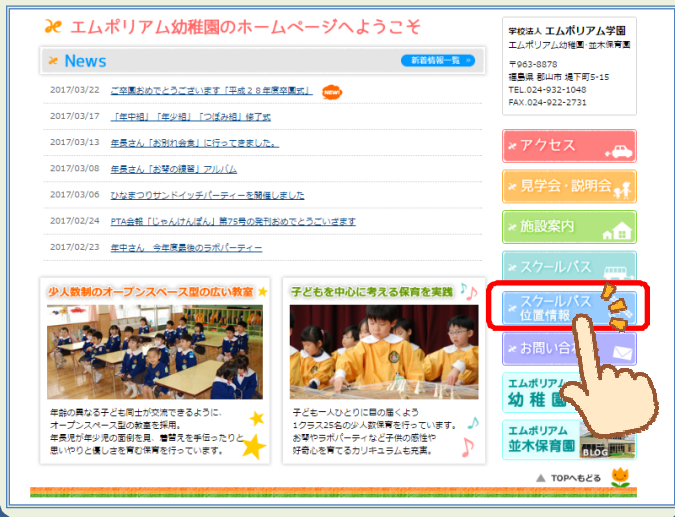 エムポリアム幼稚園のホームページへようこそ
News
新着情報一覧
2017/03/22 ご卒園おめでとうございます「平成２８年度卒園式」 NEW!
2017/03/17 「年中組」「年少組」「つぼみ組」修了式
2017/03/13 年長さん「お別れ会食」に行ってきました。
2017/03/08 年長さん「お琴の練習」アルバム
2017/03/06 ひなまつりサンドイッチパーティーを開催しました
2017/02/24 PTA会報「じゃんけんぽん」第75号の発刊おめでとうございます
2017/02/23 年中さん 今年度最後のラボパーティー
少人数制のオープンスペース型の広い教室
年齢の異なる子ども同士が交流できるように、
オープンスペース型の教室を採用。
年長児が年少児の面倒を見、着替えを手伝ったりと
思いやりと優しさを育む保育を行っています。
子どもを中心に考える保育を実践
子ども一人ひとりに目の届くよう
1クラス25名の少人数保育を行っています。
お琴やラボパーティなど子供の感性や
好奇心を育てるカリキュラムも充実。
学校法人 エムポリアム学園
エムポリアム幼稚園・並木保育園
〒963-8878
福島県 郡山市 堤下町5-15
TEL.024-932-1048
FAX.024-922-2731
アクセス
見学会・説明会
施設案内
スクールバス
スクールバス
位置情報
お問い合
エムポリアム
幼稚園
エムポリアム
並木保育園
BLOG
▲ TOPへもどる